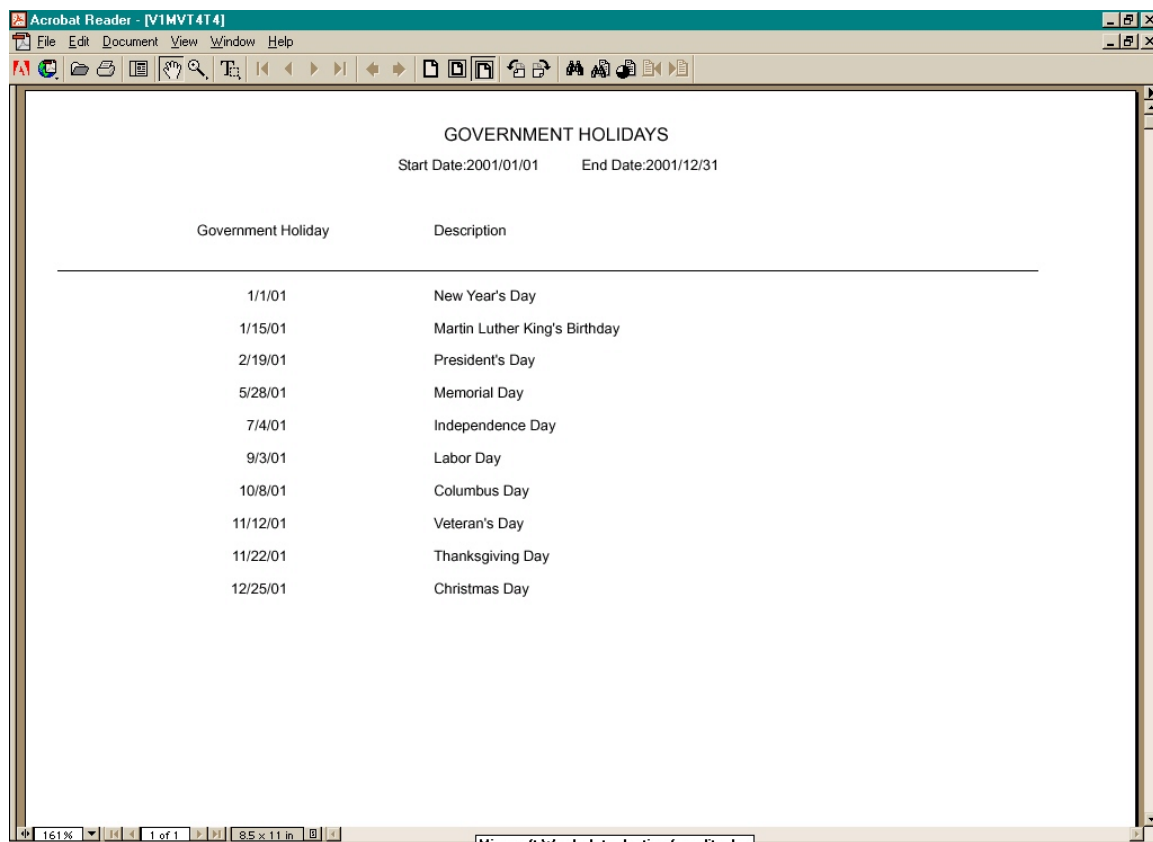 Acrobat Reader - [V1MVT4T4]
File Edit Document View Window Help
GOVERNMENT HOLIDAYS
Start Date:2001/01/01 End Date:2001/12/31
Government Holiday Description
1/1/01 New Year's Day
1/15/01 Martin Luther King's Birthday
2/19/01 President's Day
5/28/01 Memorial Day
7/4/01 Independence Day
9/3/01 Labor Day
10/8/01 Columbus Day
11/12/01 Veteran's Day
11/22/01 Thanksgiving Day
12/25/01 Christmas Day
161% 1 of 1 8.5 x 11 in